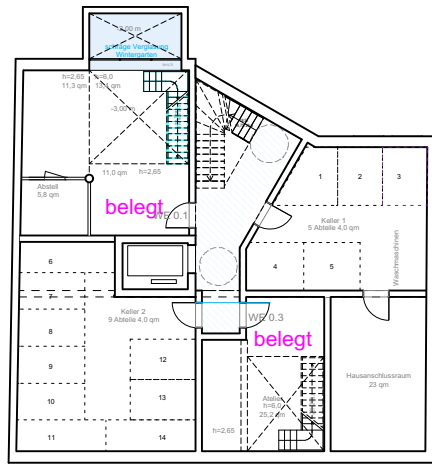 -3,00 m
schräge Verglasung
Wintergarten
h=2,65
h=6,0
11,3 qm
13,1 qm
-3,00 m
11,0 qm
h=2,65
Abstell
5,8 qm
belegt
WE 0.1
1
2
3
Keller 1
5 Abteile 4,0 qm
Waschmaschinen
4
5
6
7
8
9
10
11
Keller 2
9 Abteile 4,0 qm
12
13
14
WE 0.3
belegt
Atelier
h=6,0
25,2 qm
h=2,65
Hausanschlussraum
23 qm